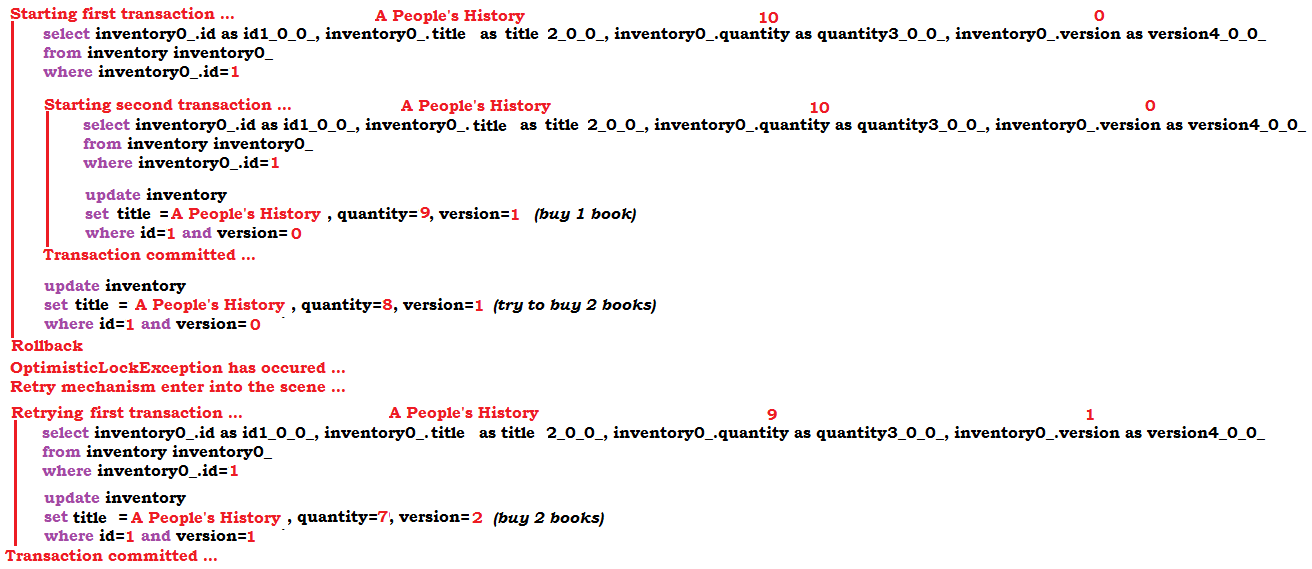 Starting first transaction ... A People's History 10 0
select inventory0_.id as id1_0_0_, inventory0_.title as title 2_0_0_, inventory0_.quantity as quantity3_0_0_, inventory0_.version as version4_0_0_
from inventory inventory0_
where inventory0_.id=1
Starting second transaction ... A People's History 10 0
select inventory0_.id as id1_0_0_, inventory0_.title as title 2_0_0_, inventory0_.quantity as quantity3_0_0_, inventory0_.version as version4_0_0_
from inventory inventory0_
where inventory0_.id=1
update inventory
set title =A People's History , quantity=9, version=1 (buy 1 book)
where id=1 and version=0
Transaction committed ...
update inventory
set title = A People's History , quantity=8, version=1 (try to buy 2 books)
where id=1 and version=0
Rollback
OptimisticLockException has occured ...
Retry mechanism enter into the scene ...
Retrying first transaction ... A People's History 9 1
select inventory0_.id as id1_0_0_, inventory0_.title as title 2_0_0_, inventory0_.quantity as quantity3_0_0_, inventory0_.version as version4_0_0_
from inventory inventory0_
where inventory0_.id=1
update inventory
set title =A People's History , quantity=7, version=2 (buy 2 books)
where id=1 and version=1
Transaction committed ...